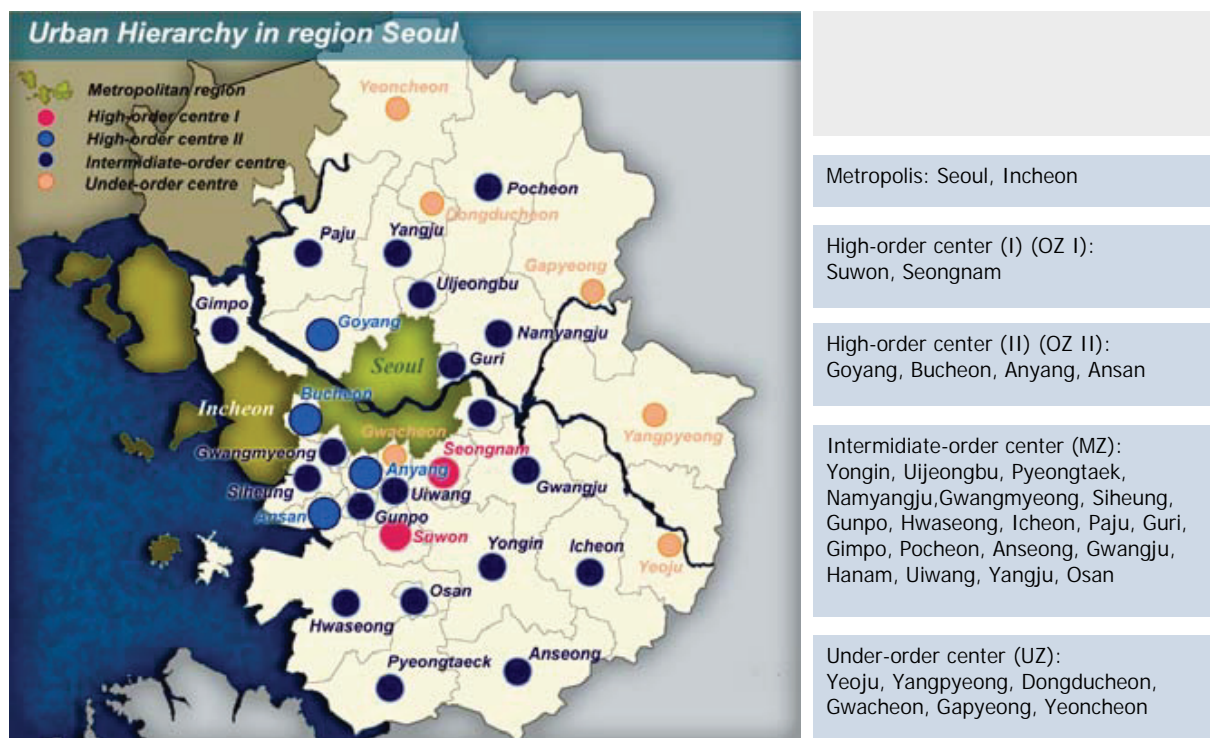 Urban Hierarchy in region Seoul
Metropolitan region
High-order centre I
High-order centre II
Intermidiate-order centre
Under-order centre
Yeoncheon
Pocheon
Dongducheon
Paju
Yangju
Gapyeong
Uljeongbu
Gimpo
Goyang
Namyangju
Seoul
Guri
Bucheon
Incheon
Yangpyeong
Gwacheon
Gwangmyeong
Seongnam
Anyang
Siheung
Uiwang
Gwangju
Ansan
Gunpo
Suwon
Yongin
Icheon
Yeoju
Osan
Hwaseong
Pyeongtaeck
Anseong
Metropolis: Seoul, Incheon
High-order center (I) (OZ I):
Suwon, Seongnam
High-order center (II) (OZ II):
Goyang, Bucheon, Anyang, Ansan
Intermidiate-order center (MZ):
Yongin, Uijeongbu, Pyeongtaek,
Namyangju,Gwangmyeong, Siheung,
Gunpo, Hwaseong, Icheon, Paju, Guri,
Gimpo, Pocheon, Anseong, Gwangju,
Hanam, Uiwang, Yangju, Osan
Under-order center (UZ):
Yeoju, Yangpyeong, Dongducheon,
Gwacheon, Gapyeong, Yeoncheon